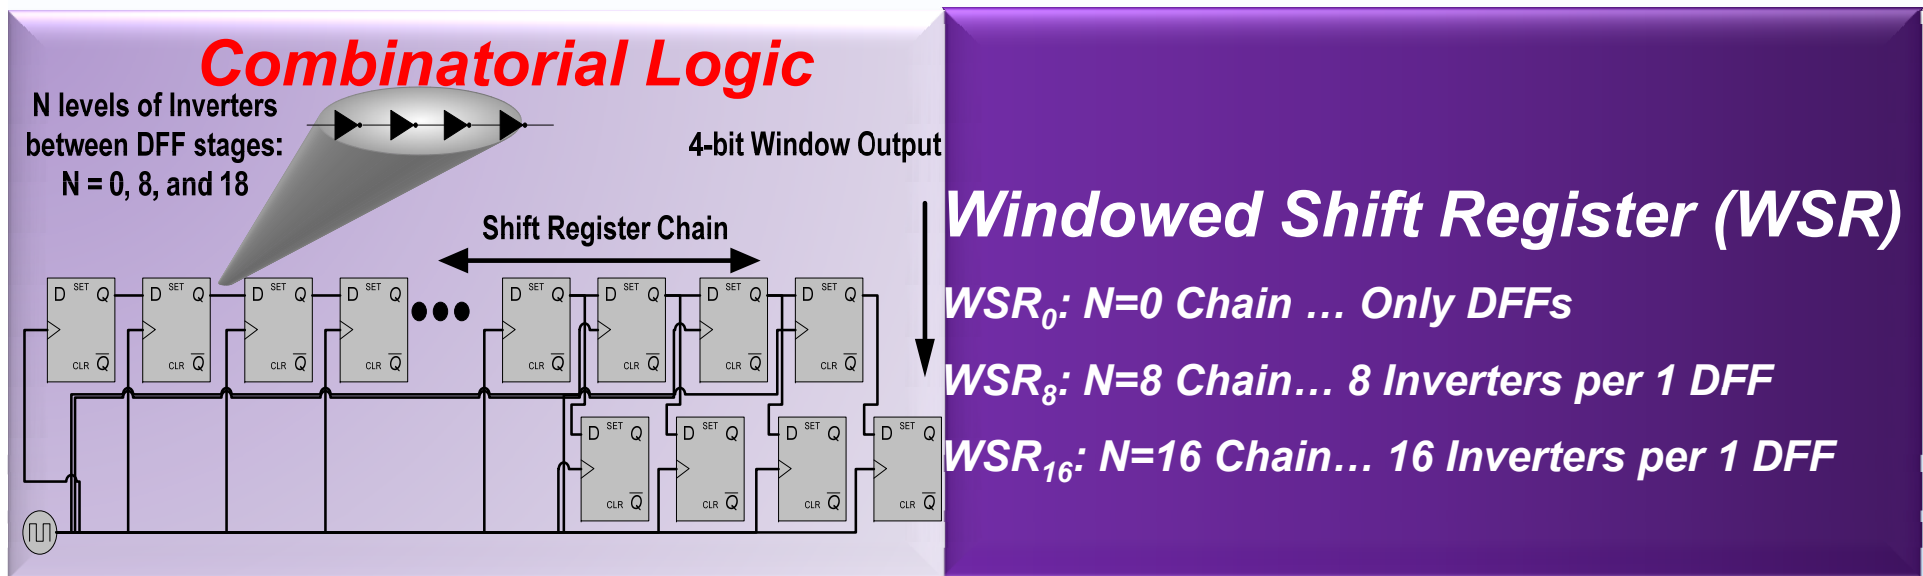 Combinatorial Logic
N levels of Inverters
between DFF stages:
N = 0, 8, and 18
4-bit Window Output
Shift Register Chain
D SET Q D SET Q D SET Q D SET Q D SET Q D SET Q D SET Q D SET Q
CLR Q CLR Q CLR Q CLR Q CLR Q CLR Q CLR Q CLR Q
D SET Q D SET Q D SET Q D SET Q
CLR Q CLR Q CLR Q CLR Q
Windowed Shift Register (WSR)
WSR0: N=0 Chain … Only DFFs
WSR8: N=8 Chain… 8 Inverters per 1 DFF
WSR16: N=16 Chain… 16 Inverters per 1 DFF